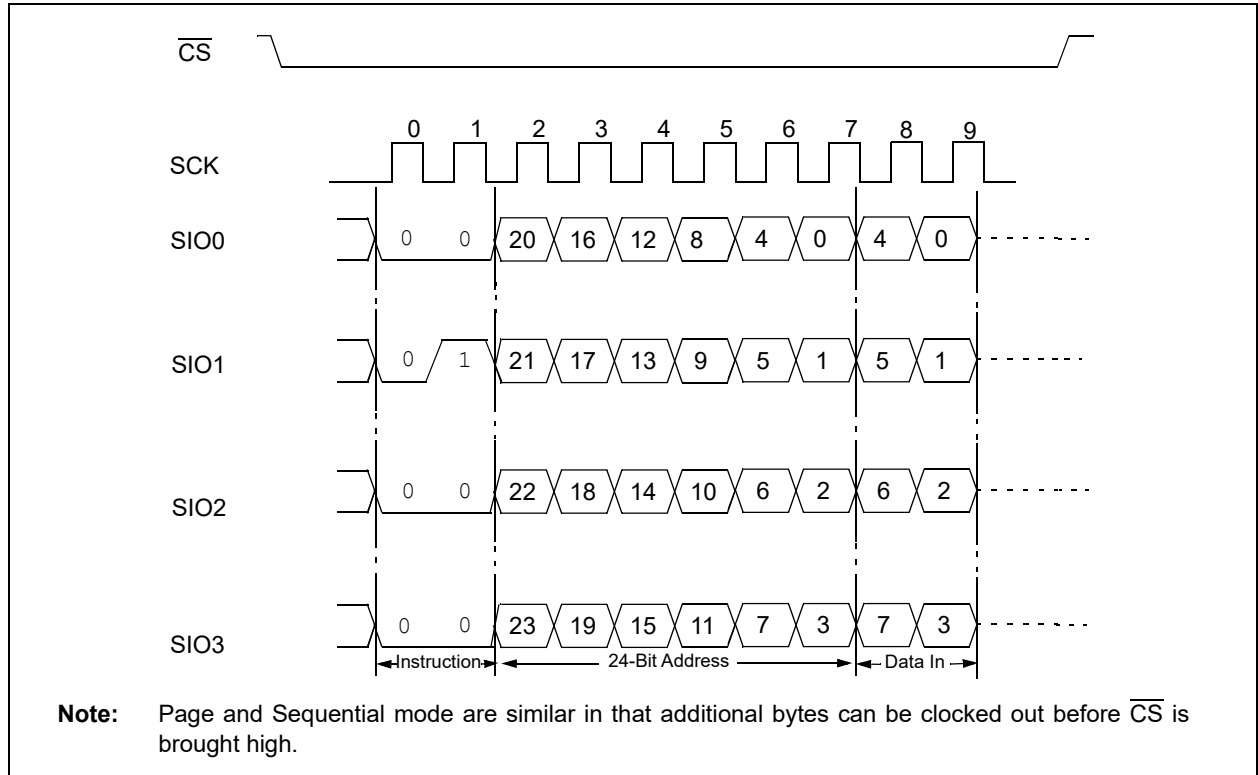 CS
0 1 2 3 4 5 6 7 8 9
SCK
SIO0 0 0 20 16 12 8 4 0 4 0
SIO1 0 1 21 17 13 9 5 1 5 1
SIO2 0 0 22 18 14 10 6 2 6 2
SIO3 0 0 23 19 15 11 7 3 7 3
Instruction 24-Bit Address Data In
Note: Page and Sequential mode are similar in that additional bytes can be clocked out before CS is
brought high.